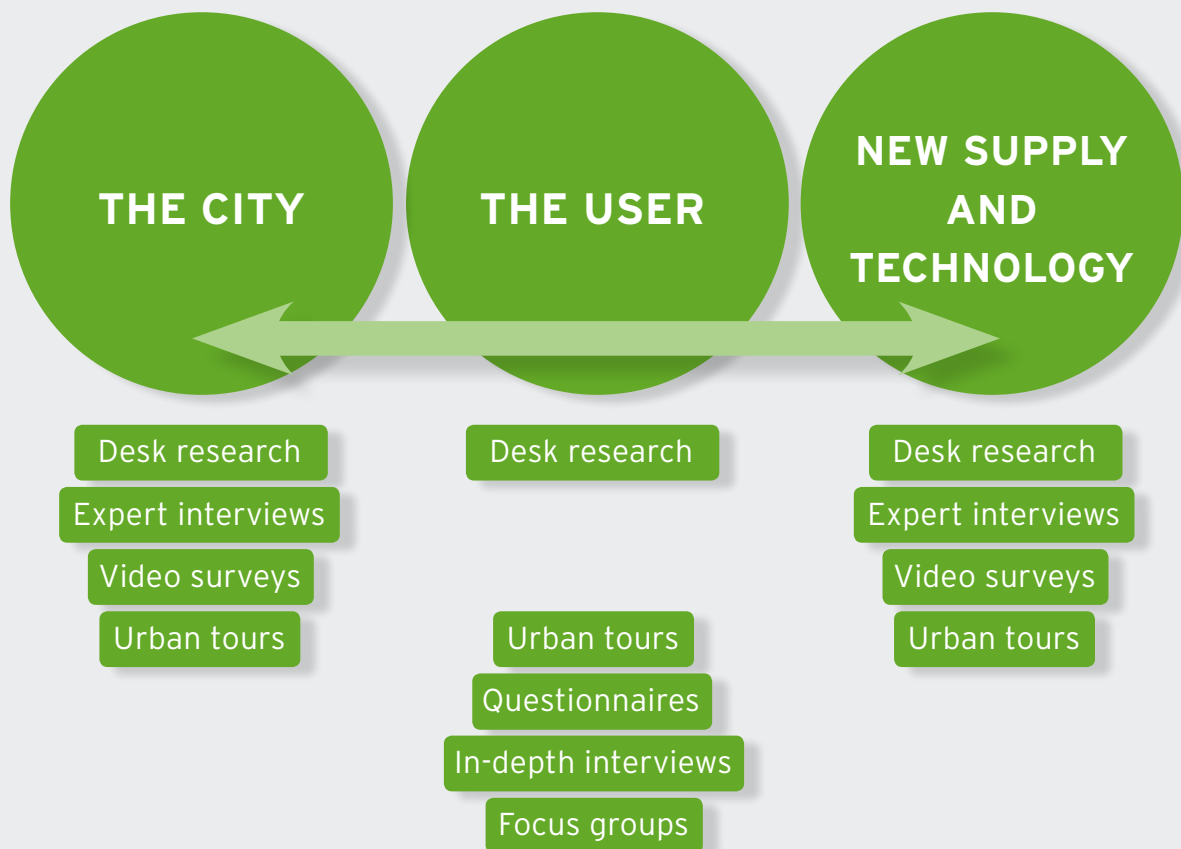 THE CITY
Desk research
Expert interviews
Video surveys
Urban tours
THE USER
Desk research
Urban tours
Questionnaires
In-depth interviews
Focus groups
NEW SUPPLY
AND
TECHNOLOGY
Desk research
Expert interviews
Video surveys
Urban tours